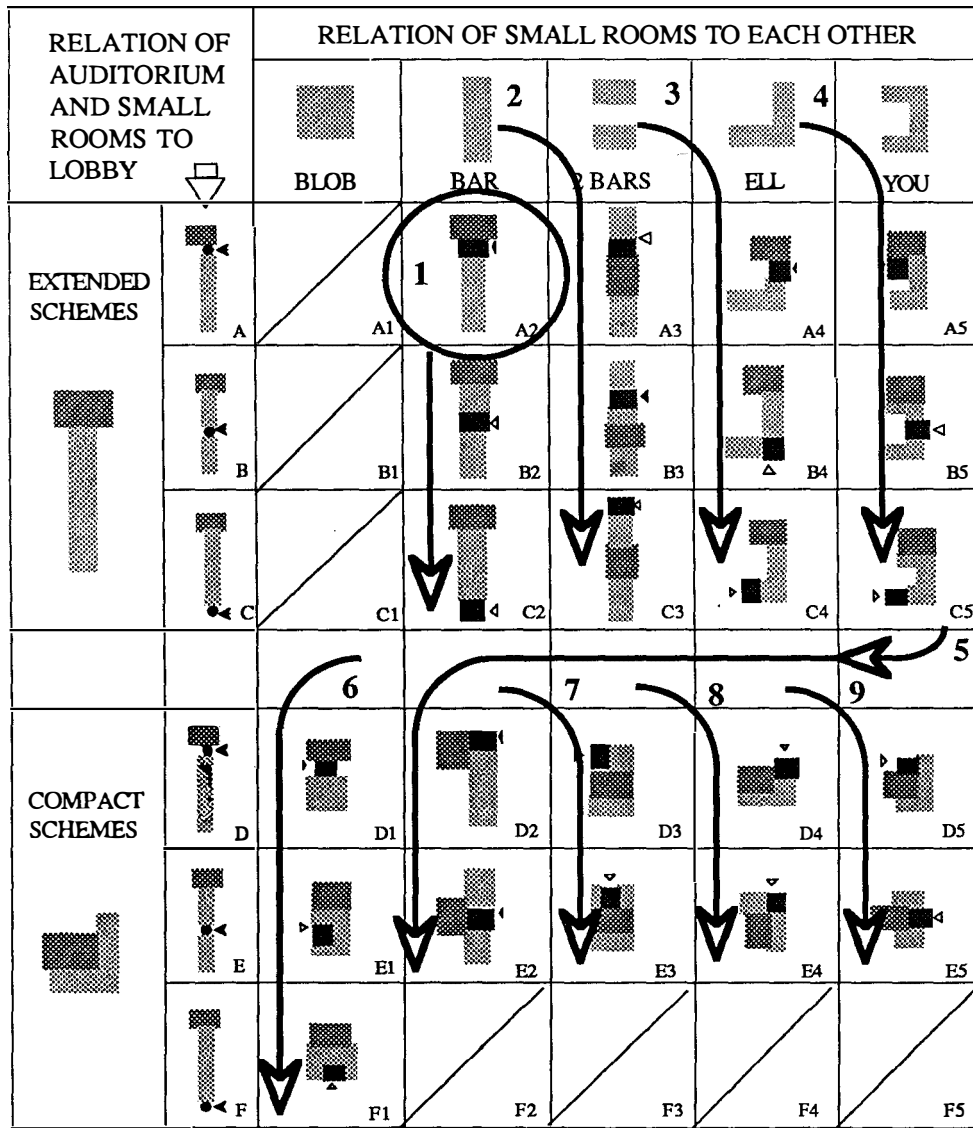 RELATION OF
AUDITORIUM
AND SMALL
ROOMS TO
LOBBY
RELATION OF SMALL ROOMS TO EACH OTHER
2
3
4
BLOB
BAR
2 BARS
ELL
YOU
EXTENDED
SCHEMES
1
A
A1
A2
A3
A4
A5
B
B1
B2
B3
B4
B5
C
C1
C2
C3
C4
C5
5
6
7
8
9
COMPACT
SCHEMES
D
D1
D2
D3
D4
D5
E
E1
E2
E3
E4
E5
F
F1
F2
F3
F4
F5